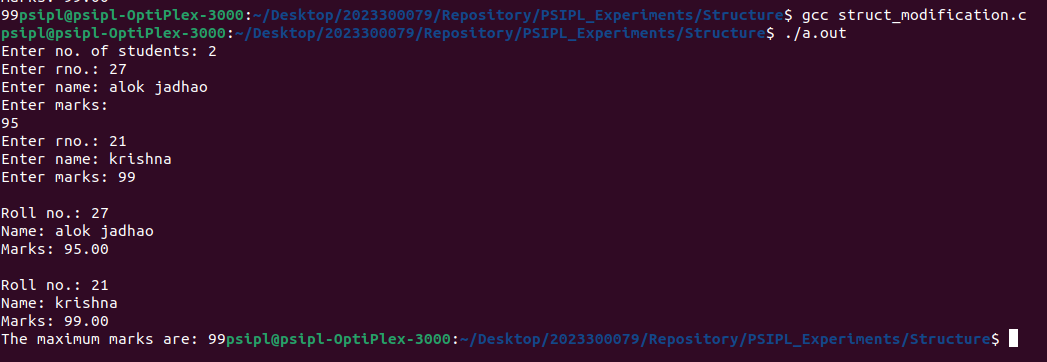 99psipl@psipl-OptiPlex-3000:~/Desktop/2023300079/Repository/PSIPL_Experiments/Structure$ gcc struct_modification.c
psipl@psipl-OptiPlex-3000:~/Desktop/2023300079/Repository/PSIPL_Experiments/Structure$ ./a.out
Enter no. of students: 2
Enter rno.: 27
Enter name: alok jadhao
Enter marks:
95
Enter rno.: 21
Enter name: krishna
Enter marks: 99
Roll no.: 27
Name: alok jadhao
Marks: 95.00
Roll no.: 21
Name: krishna
Marks: 99.00
The maximum marks are: 99psipl@psipl-OptiPlex-3000:~/Desktop/2023300079/Repository/PSIPL_Experiments/Structure$